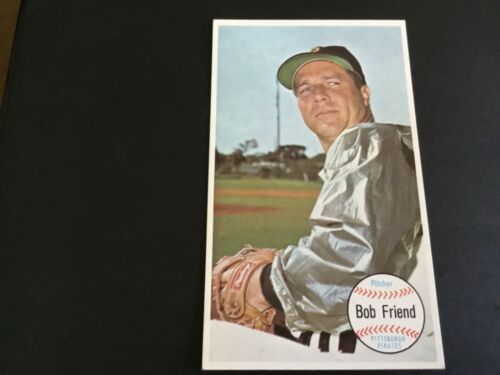 Pitcher
Bob Friend
PITTSBURGH
PIRATES